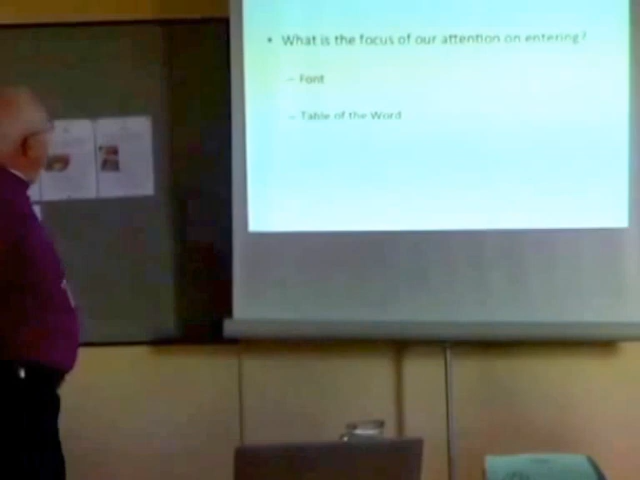 • What is the focus of our attention on entering?
– Font
– Table of the Word